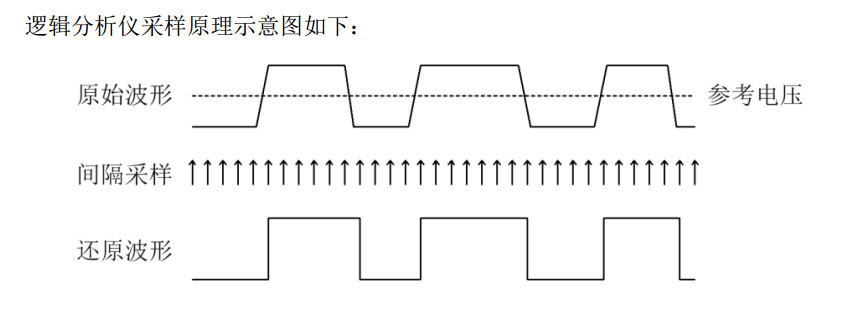 逻辑分析仪采样原理示意图如下：
原始波形
参考电压
间隔采样
还原波形